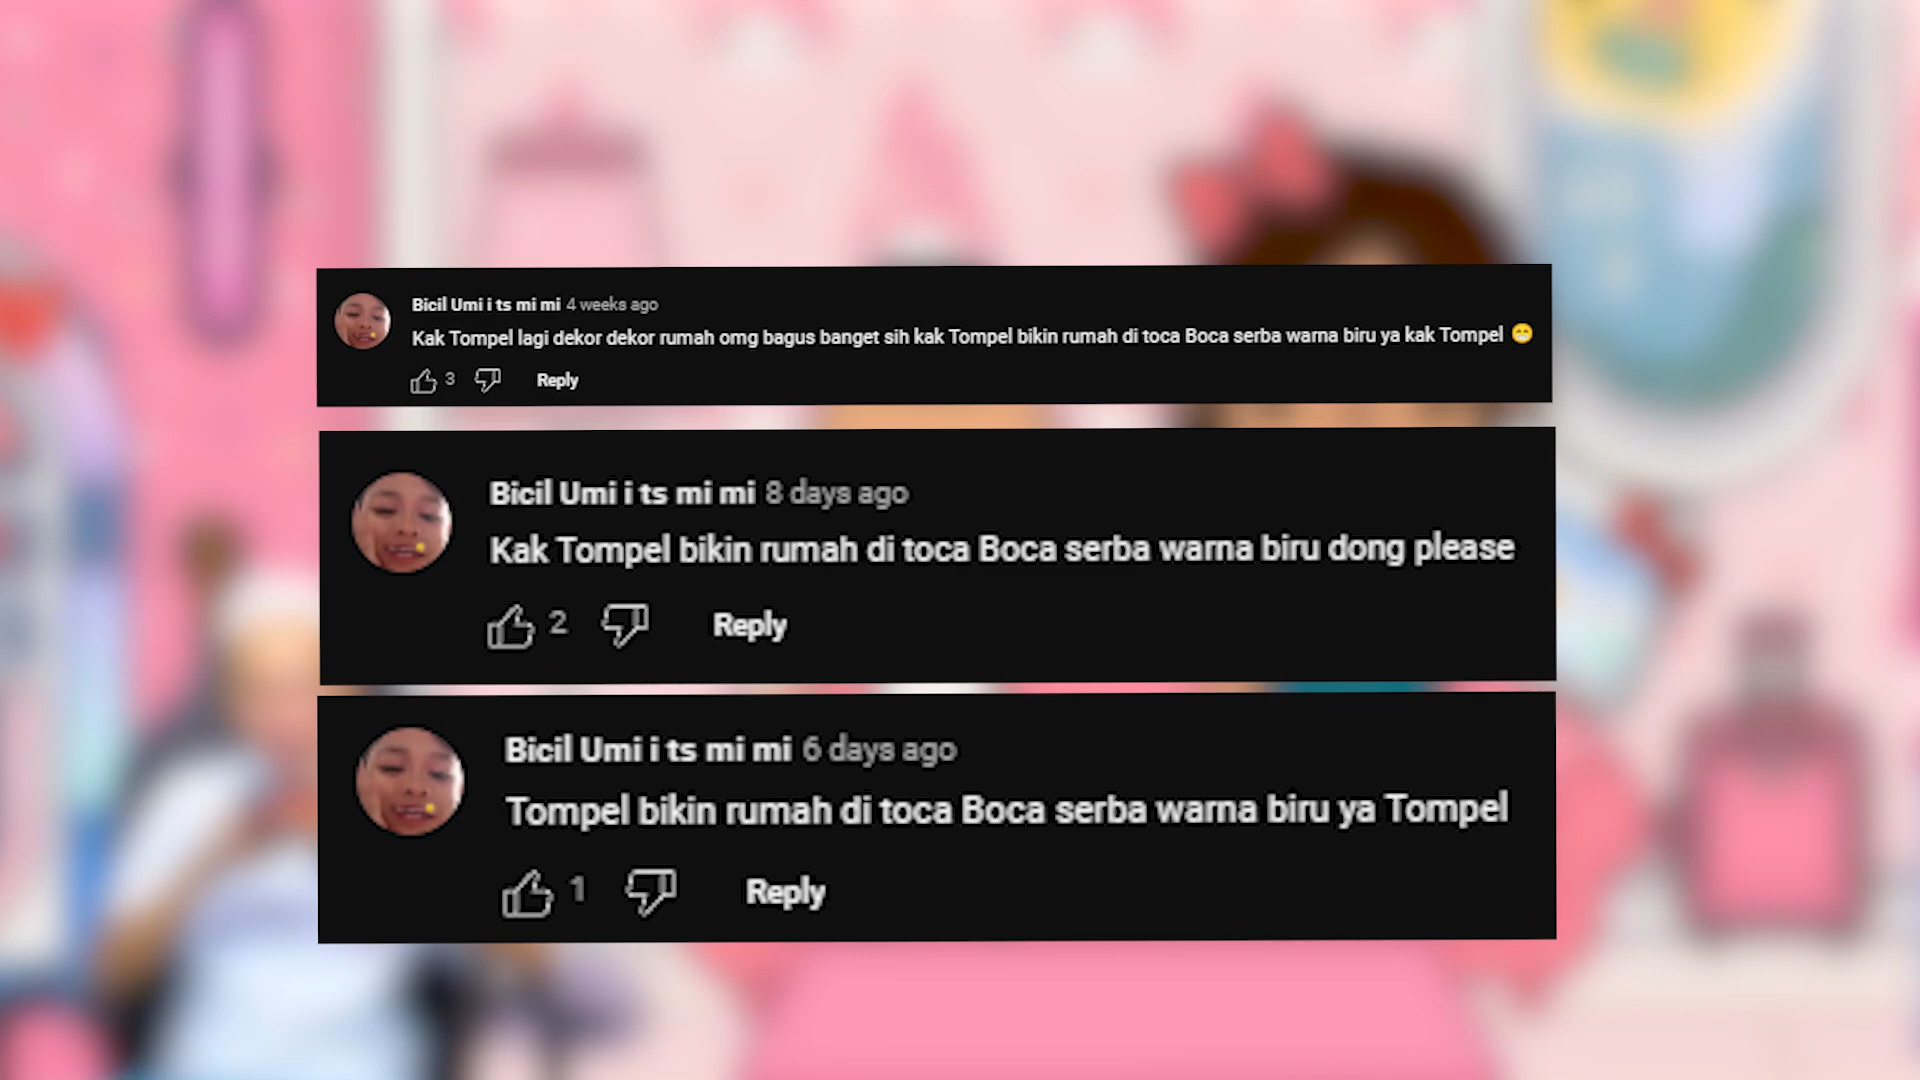 Bicil Umi i ts mi mi 4 weeks ago
Kak Tompel lagi dekor dekor rumah omg bagus banget sih kak Tompel bikin rumah di toca Boca serba warna biru ya kak Tompel 😁
3 Reply
Bicil Umi i ts mi mi 8 days ago
Kak Tompel bikin rumah di toca Boca serba warna biru dong please
2 Reply
Bicil Umi i ts mi mi 6 days ago
Tompel bikin rumah di toca Boca serba warna biru ya Tompel
1 Reply